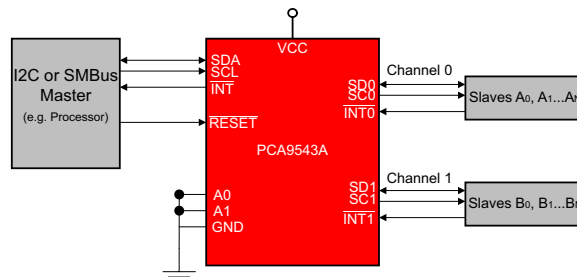 VCC
I2C or SMBus
Master
(e.g. Processor)
SDA
SCL
INT
RESET
PCA9543A
A0
A1
GND
SD0
SC0
INT0
Channel 0
Slaves A0, A1...AN
SD1
SC1
INT1
Channel 1
Slaves B0, B1...BN